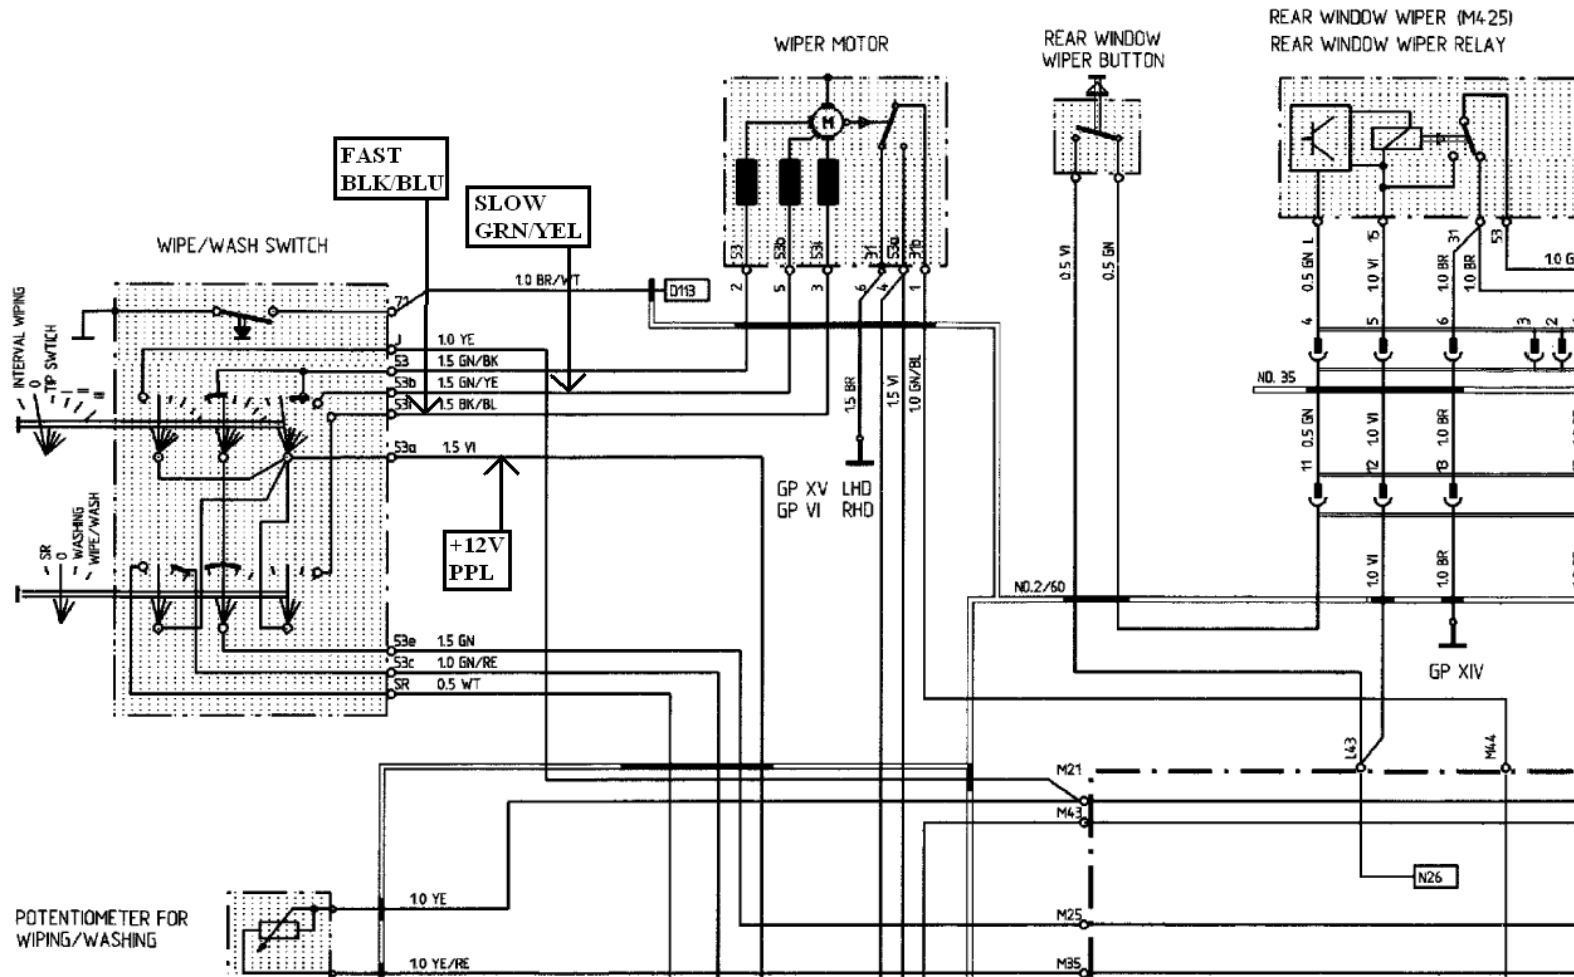 REAR WINDOW WIPER (M425)
REAR WINDOW WIPER RELAY
WIPER MOTOR
REAR WINDOW
WIPER BUTTON
FAST
BLK/BLU
SLOW
GRN/YEL
WIPE/WASH SWITCH
M
53
53b
53i
31
53a
31b
2
5
3
6
4
1
0.5 VI
0.5 GN
0.5 GN L
1.0 VI 15
31
1.0 BR
1.0 BR
53
1.0 G
4
5
6
3
2
71
1.0 BR/WT
D113
J
1.0 YE
53
1.5 GN/BK
53b
1.5 GN/YE
53i
1.5 BK/BL
53a
1.5 VI
INTERVAL WIPING
0
TIP SWTICH
I
II
III
1.5 BR
1.5 VI
1.0 GN/BL
NO. 35
0.5 GN
1.0 VI
1.0 BR
11
12
13
GP XV LHD
GP VI RHD
+12V
PPL
SR
0
WASHING
WIPE/WASH
NO.2/60
1.0 VI
1.0 BR
GP XIV
53e
1.5 GN
53c
1.0 GN/RE
SR
0.5 WT
L43
M44
M21
M43
N26
M25
M35
POTENTIOMETER FOR
WIPING/WASHING
1.0 YE
1.0 YE/RE